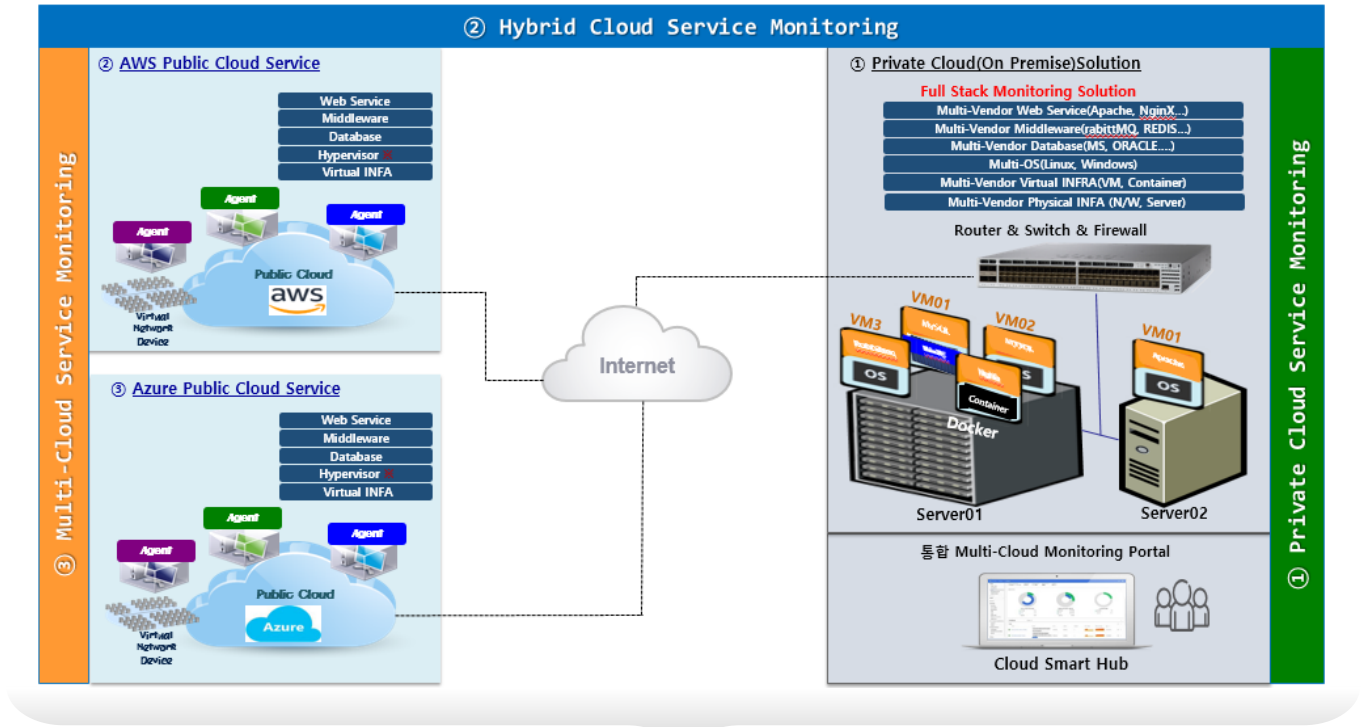 ② Hybrid Cloud Service Monitoring
③ Multi-Cloud Service Monitoring
② AWS Public Cloud Service
Web Service
Middleware
Database
Hypervisor X
Virtual INFA
Agent
Agent
Agent
Public Cloud
aws
Virtual
Network
Device
③ Azure Public Cloud Service
Web Service
Middleware
Database
Hypervisor X
Virtual INFA
Agent
Agent
Agent
Public Cloud
Azure
Virtual
Network
Device
Internet
① Private Cloud(On Premise)Solution
Full Stack Monitoring Solution
Multi-Vendor Web Service(Apache, NginX...)
Multi-Vendor Middleware(rabittMQ, REDIS...)
Multi-Vendor Database(MS, ORACLE....)
Multi-OS(Linux, Windows)
Multi-Vendor Virtual INFRA(VM, Container)
Multi-Vendor Physical INFA (N/W, Server)
Router & Switch & Firewall
VM01
VM3
VM02
VM01
MySQL
Apache
OS
OS
Container
Docker
Server01
Server02
통합 Multi-Cloud Monitoring Portal
Cloud Smart Hub
① Private Cloud Service Monitoring